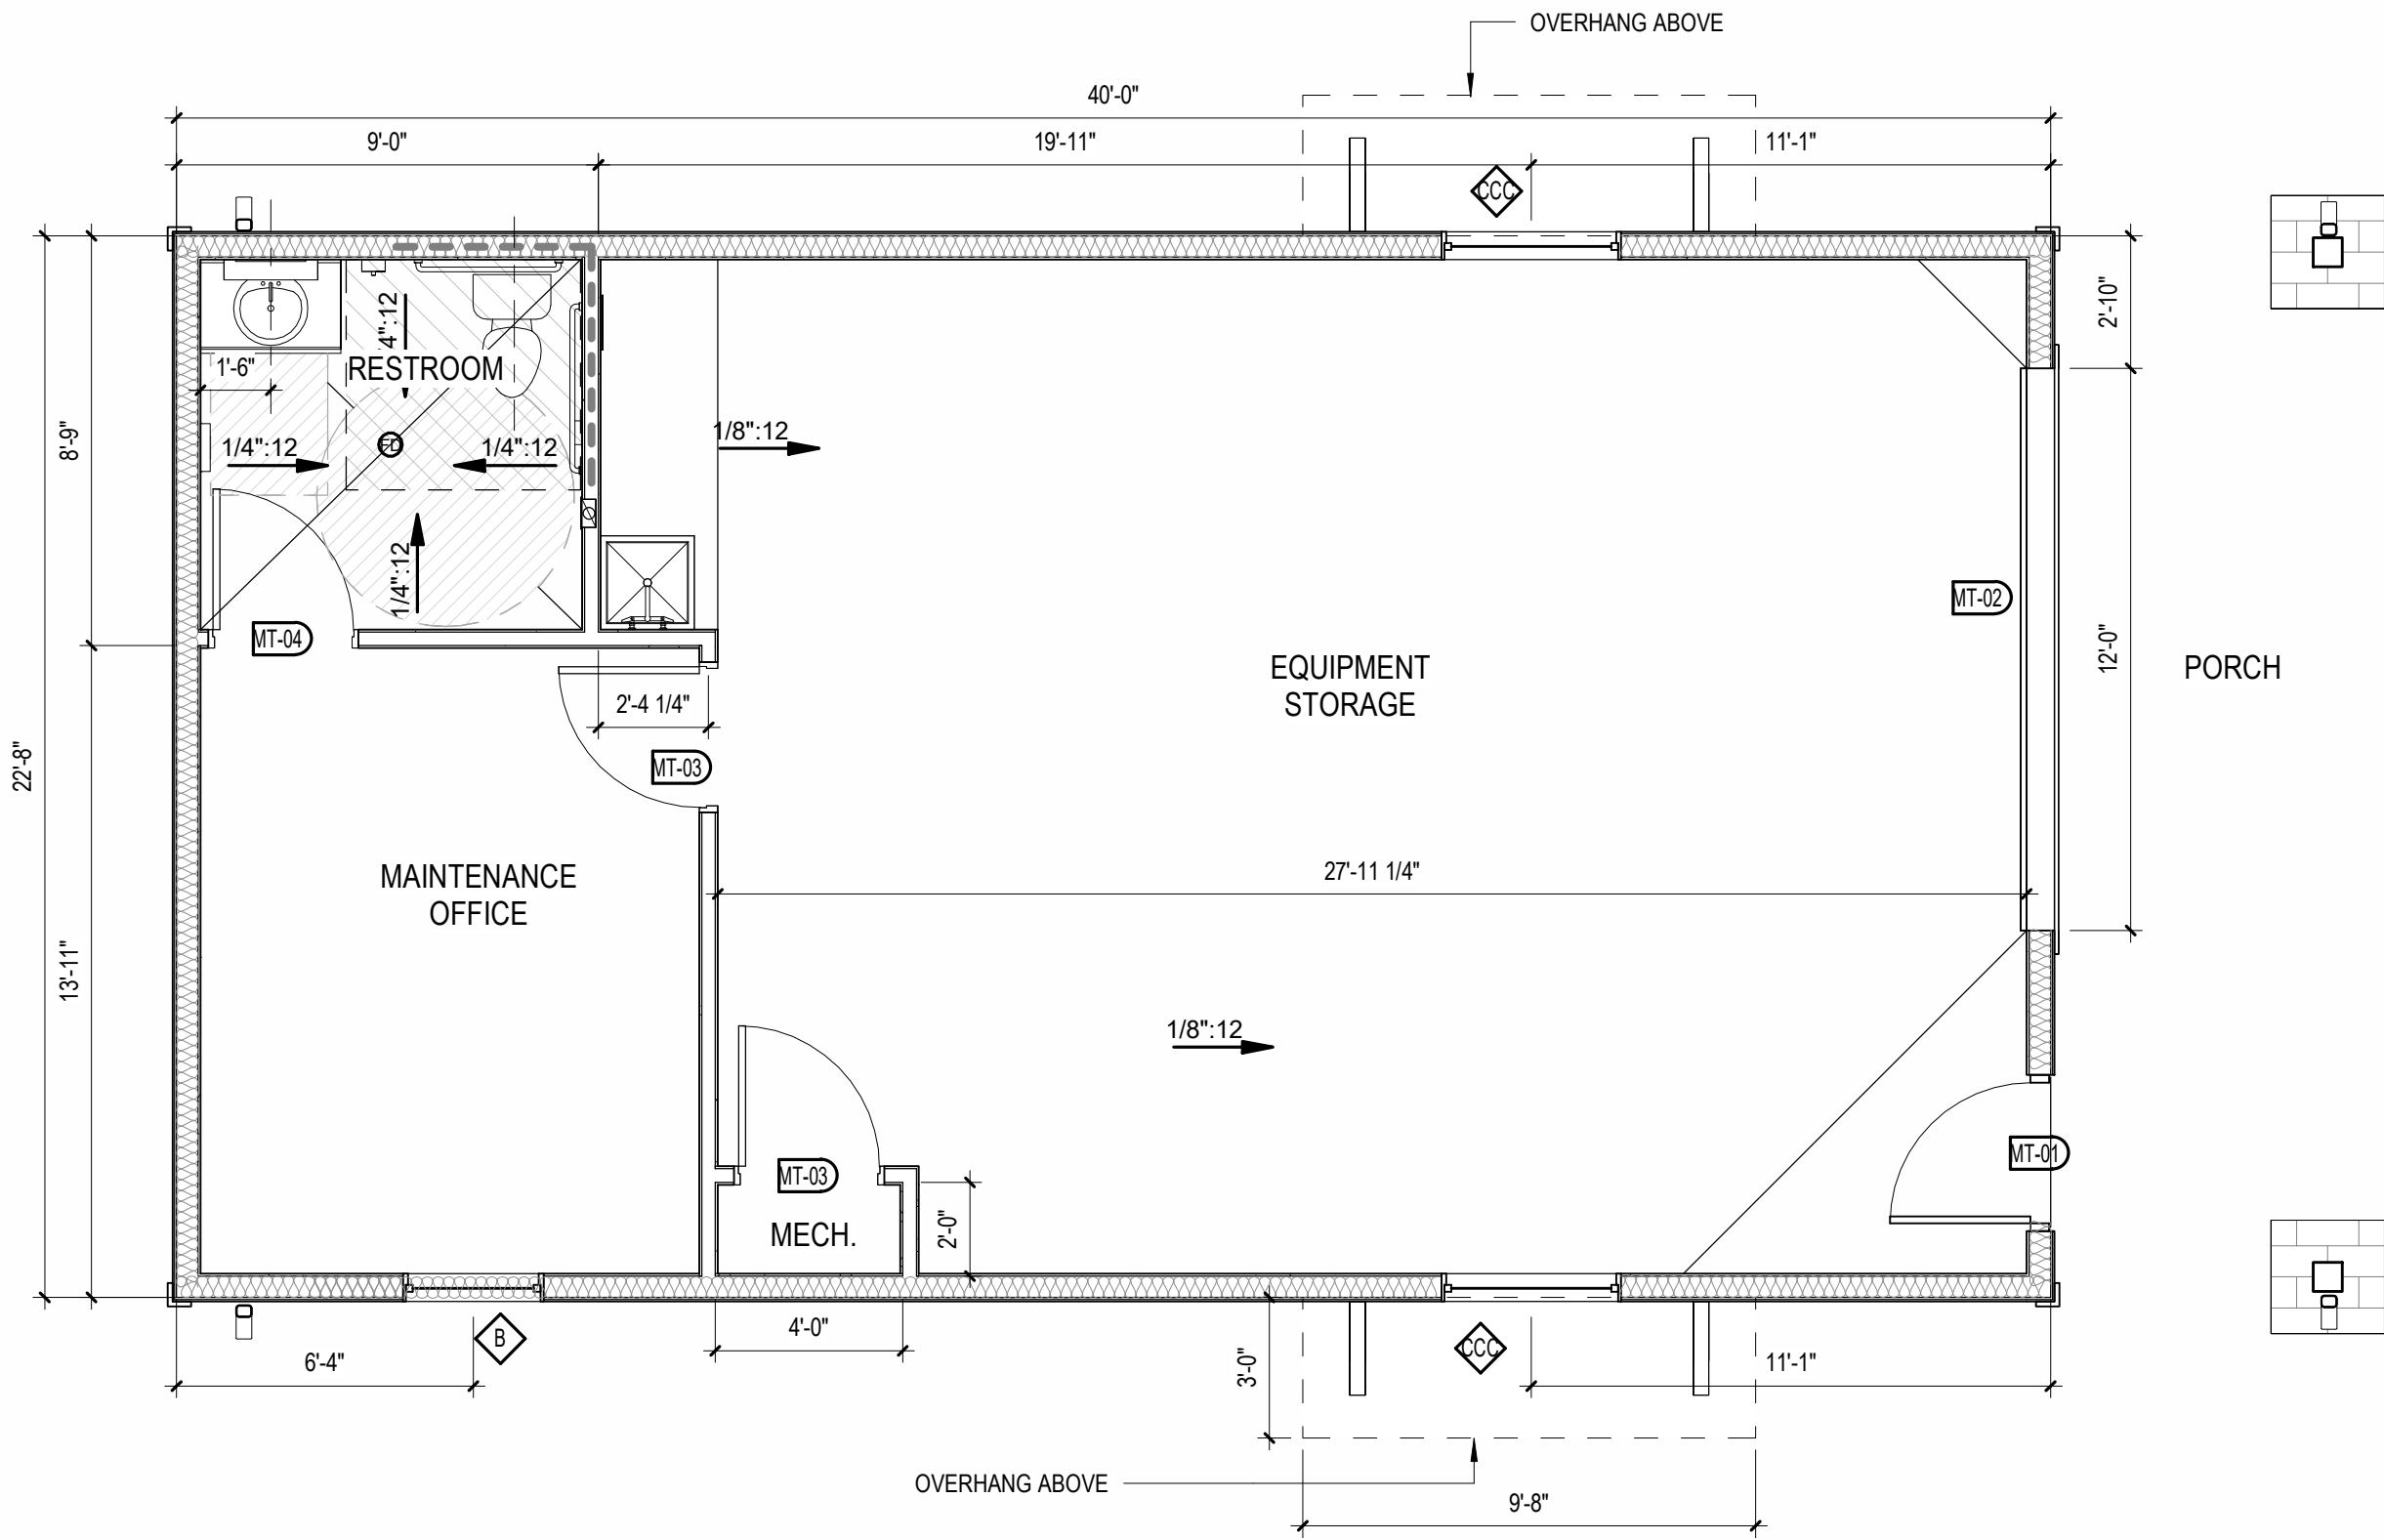 OVERHANG ABOVE
40'-0"
9'-0"
19'-11"
11'-1"
CCC
2'-10"
4":12
RESTROOM
1'-6"
8'-9"
1/4":12
FD
1/4":12
1/8":12
1/4":12
MT-04
MT-02
12'-0"
EQUIPMENT
STORAGE
PORCH
2'-4 1/4"
22'-8"
MT-03
MAINTENANCE
OFFICE
27'-11 1/4"
13'-11"
1/8":12
MT-01
MT-03
MECH.
2'-0"
B
4'-0"
CCC
6'-4"
3'-0"
11'-1"
OVERHANG ABOVE
9'-8"